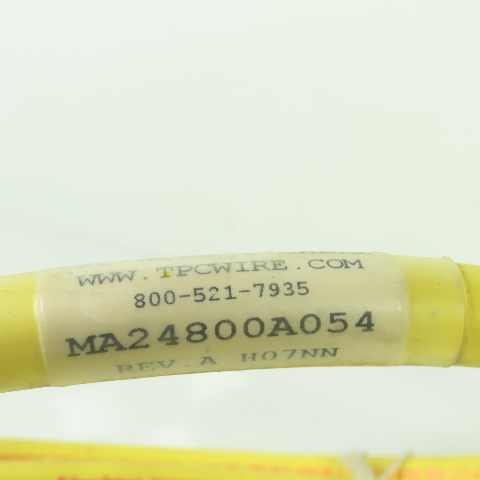 WWW.TPCWIRE.COM
800-521-7935
MA24800A054
REV.A H07NN